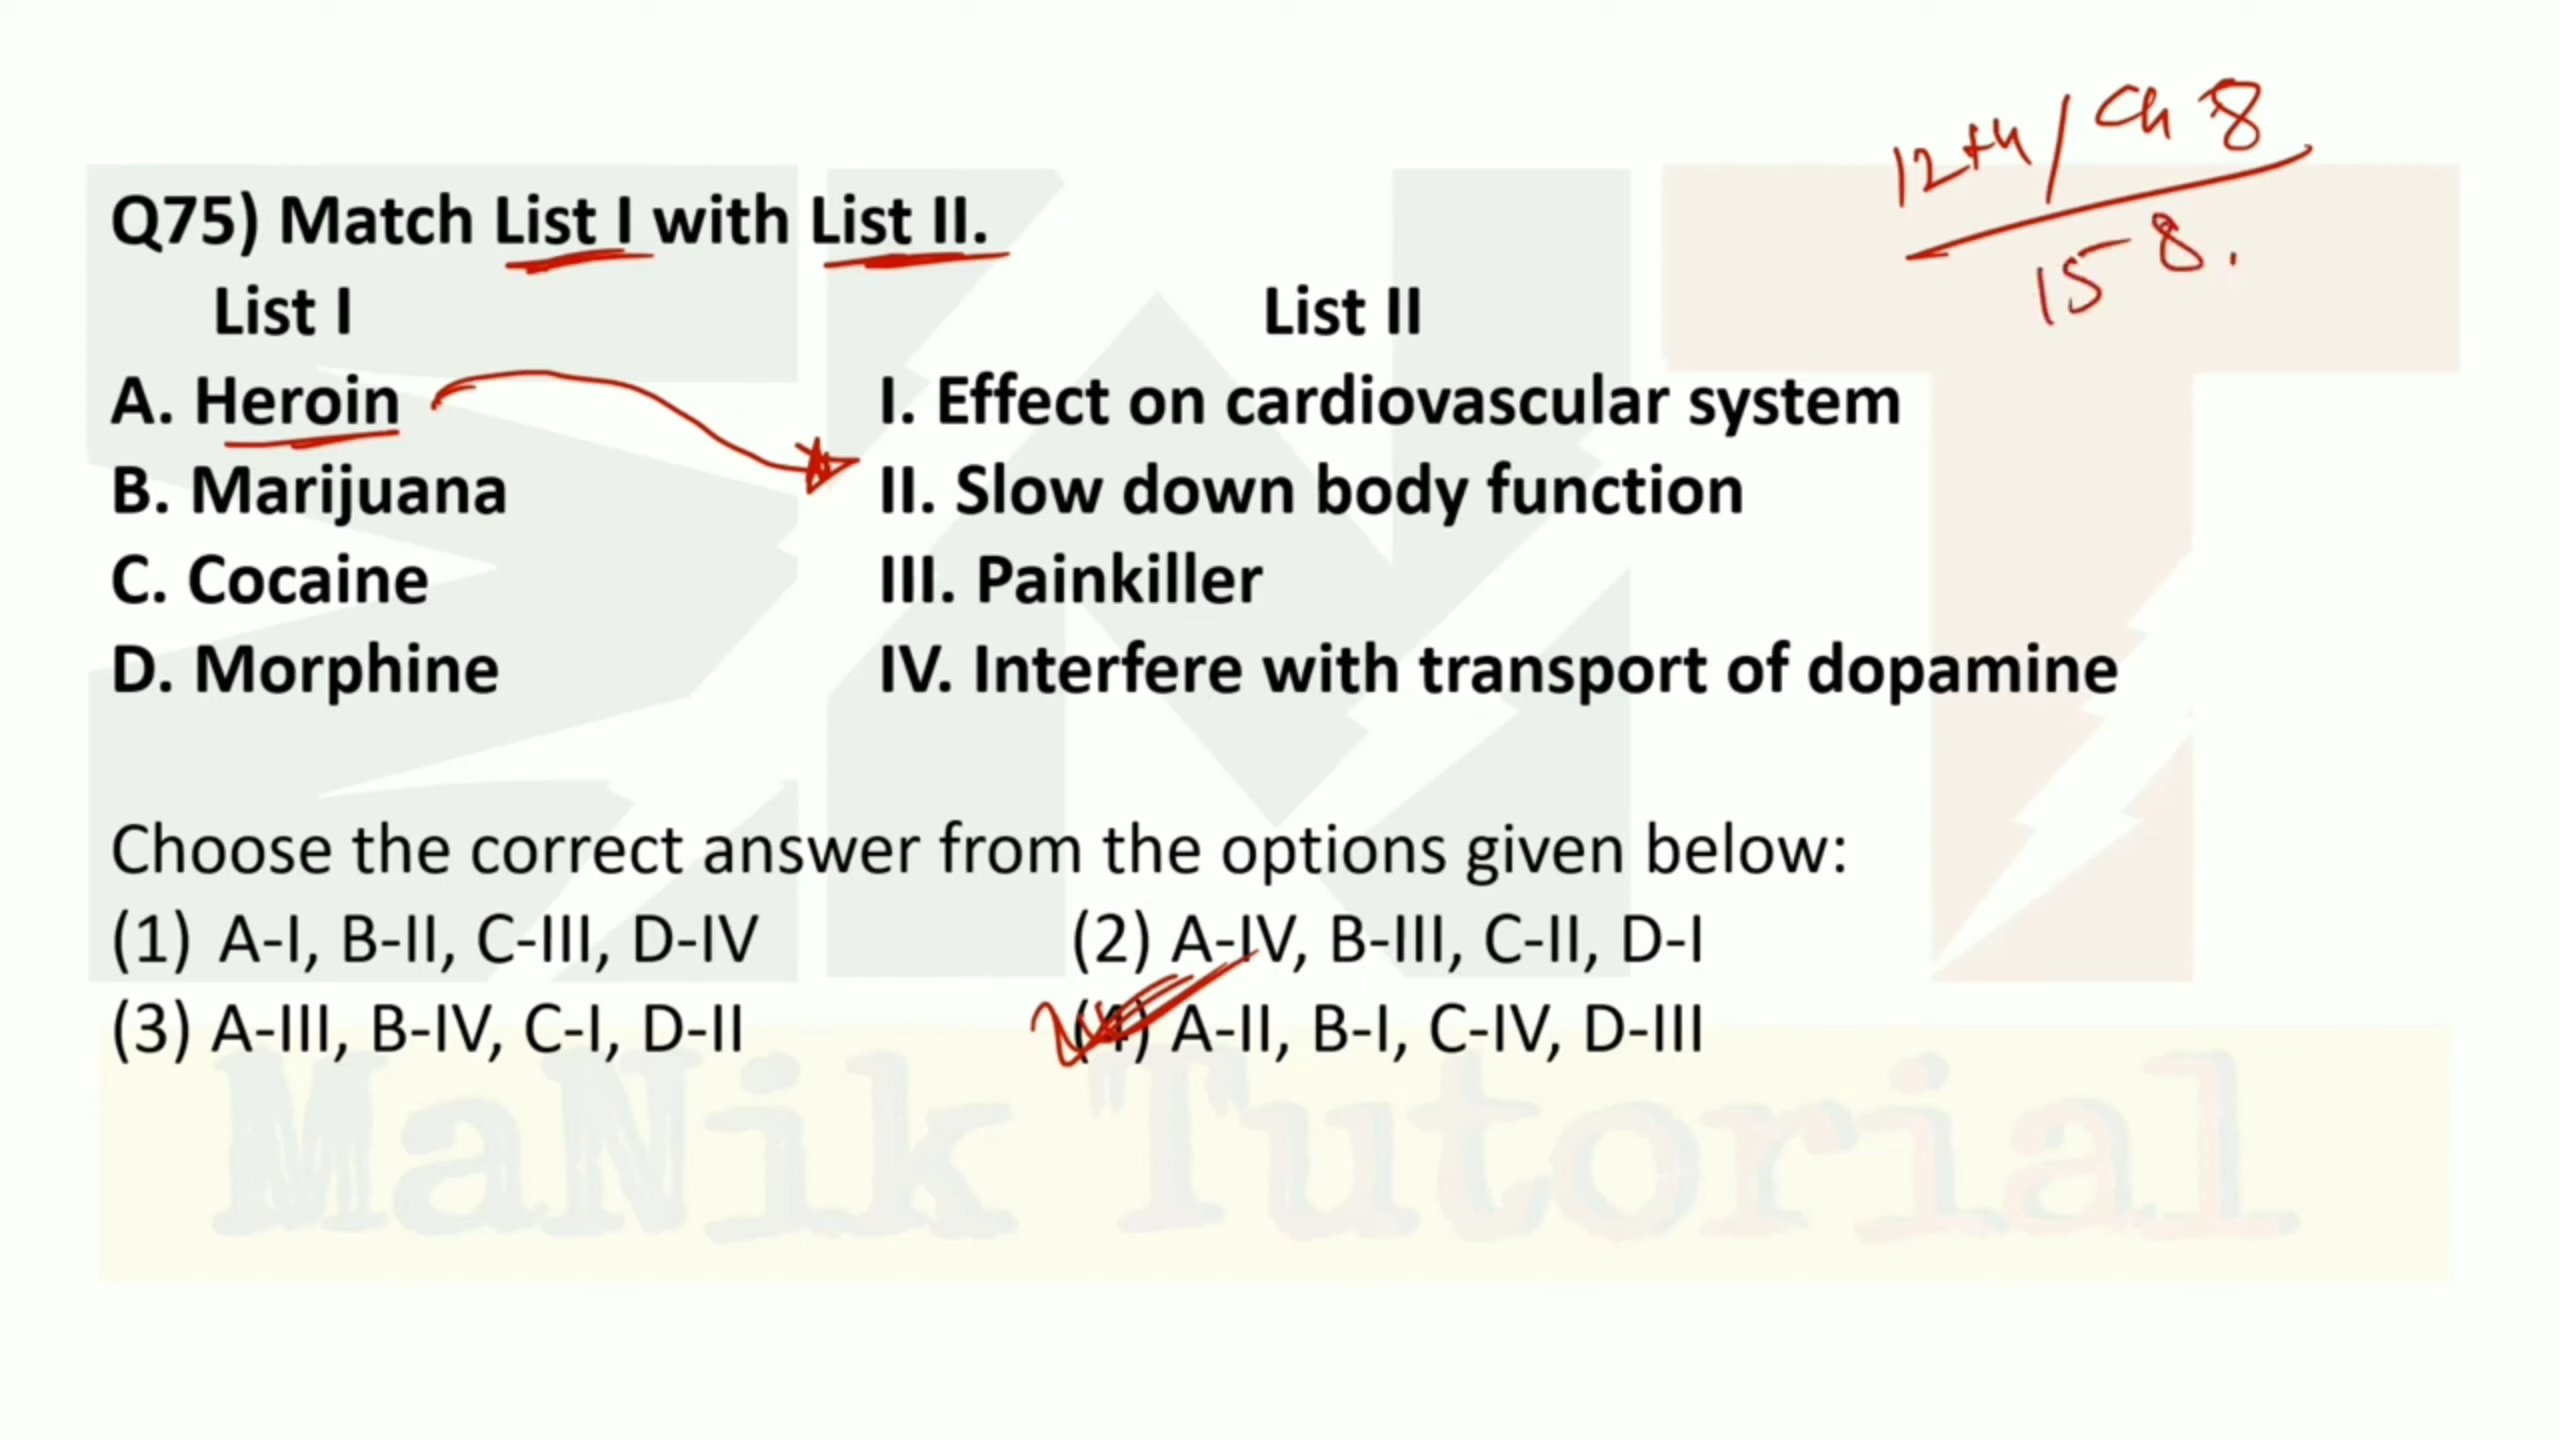 12th/Ch 8
158.
Q75) Match List I with List II.
List I List II
A. Heroin I. Effect on cardiovascular system
B. Marijuana II. Slow down body function
C. Cocaine III. Painkiller
D. Morphine IV. Interfere with transport of dopamine
Choose the correct answer from the options given below:
(1) A-I, B-II, C-III, D-IV (2) A-IV, B-III, C-II, D-I
(3) A-III, B-IV, C-I, D-II (4) A-II, B-I, C-IV, D-III
MaNik Tutorial